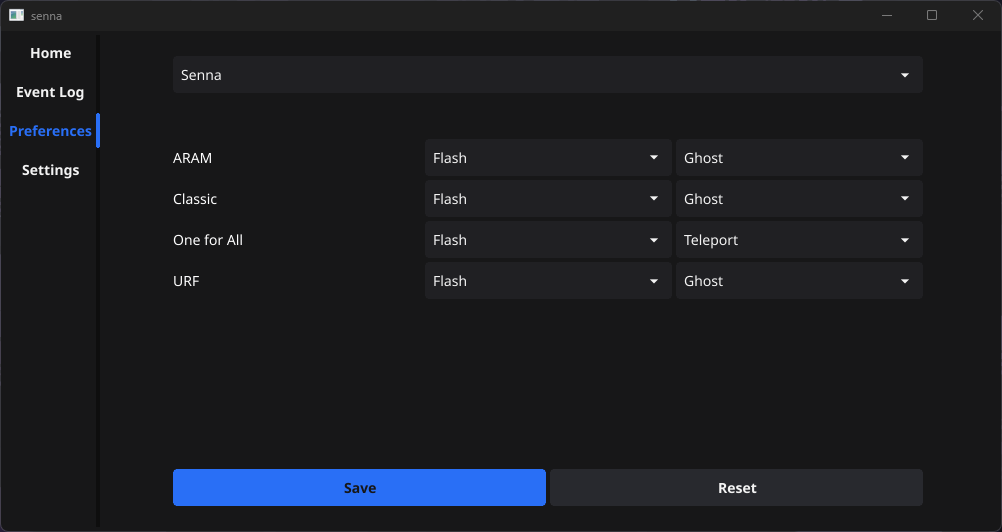 senna
Home
Event Log
Preferences
Settings
Senna
ARAM Flash Ghost
Classic Flash Ghost
One for All Flash Teleport
URF Flash Ghost
Save Reset